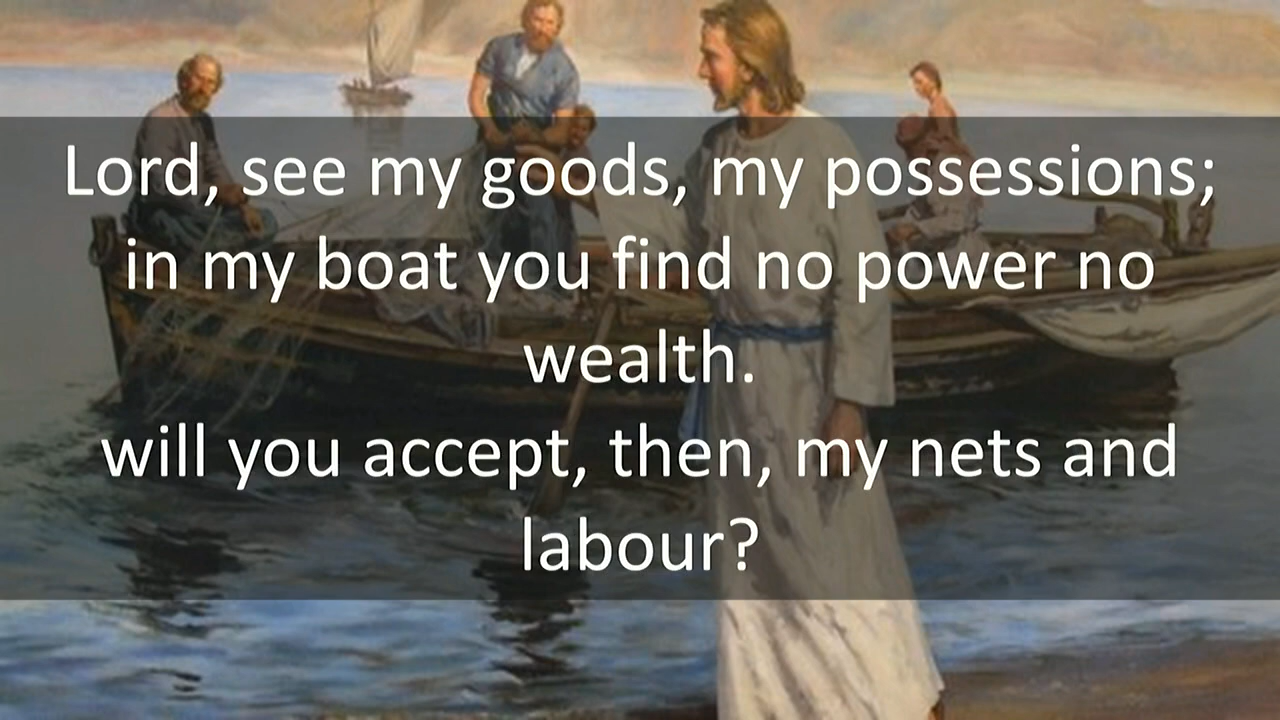 Lord, see my goods, my possessions;
in my boat you find no power no
wealth.
will you accept, then, my nets and
labour?